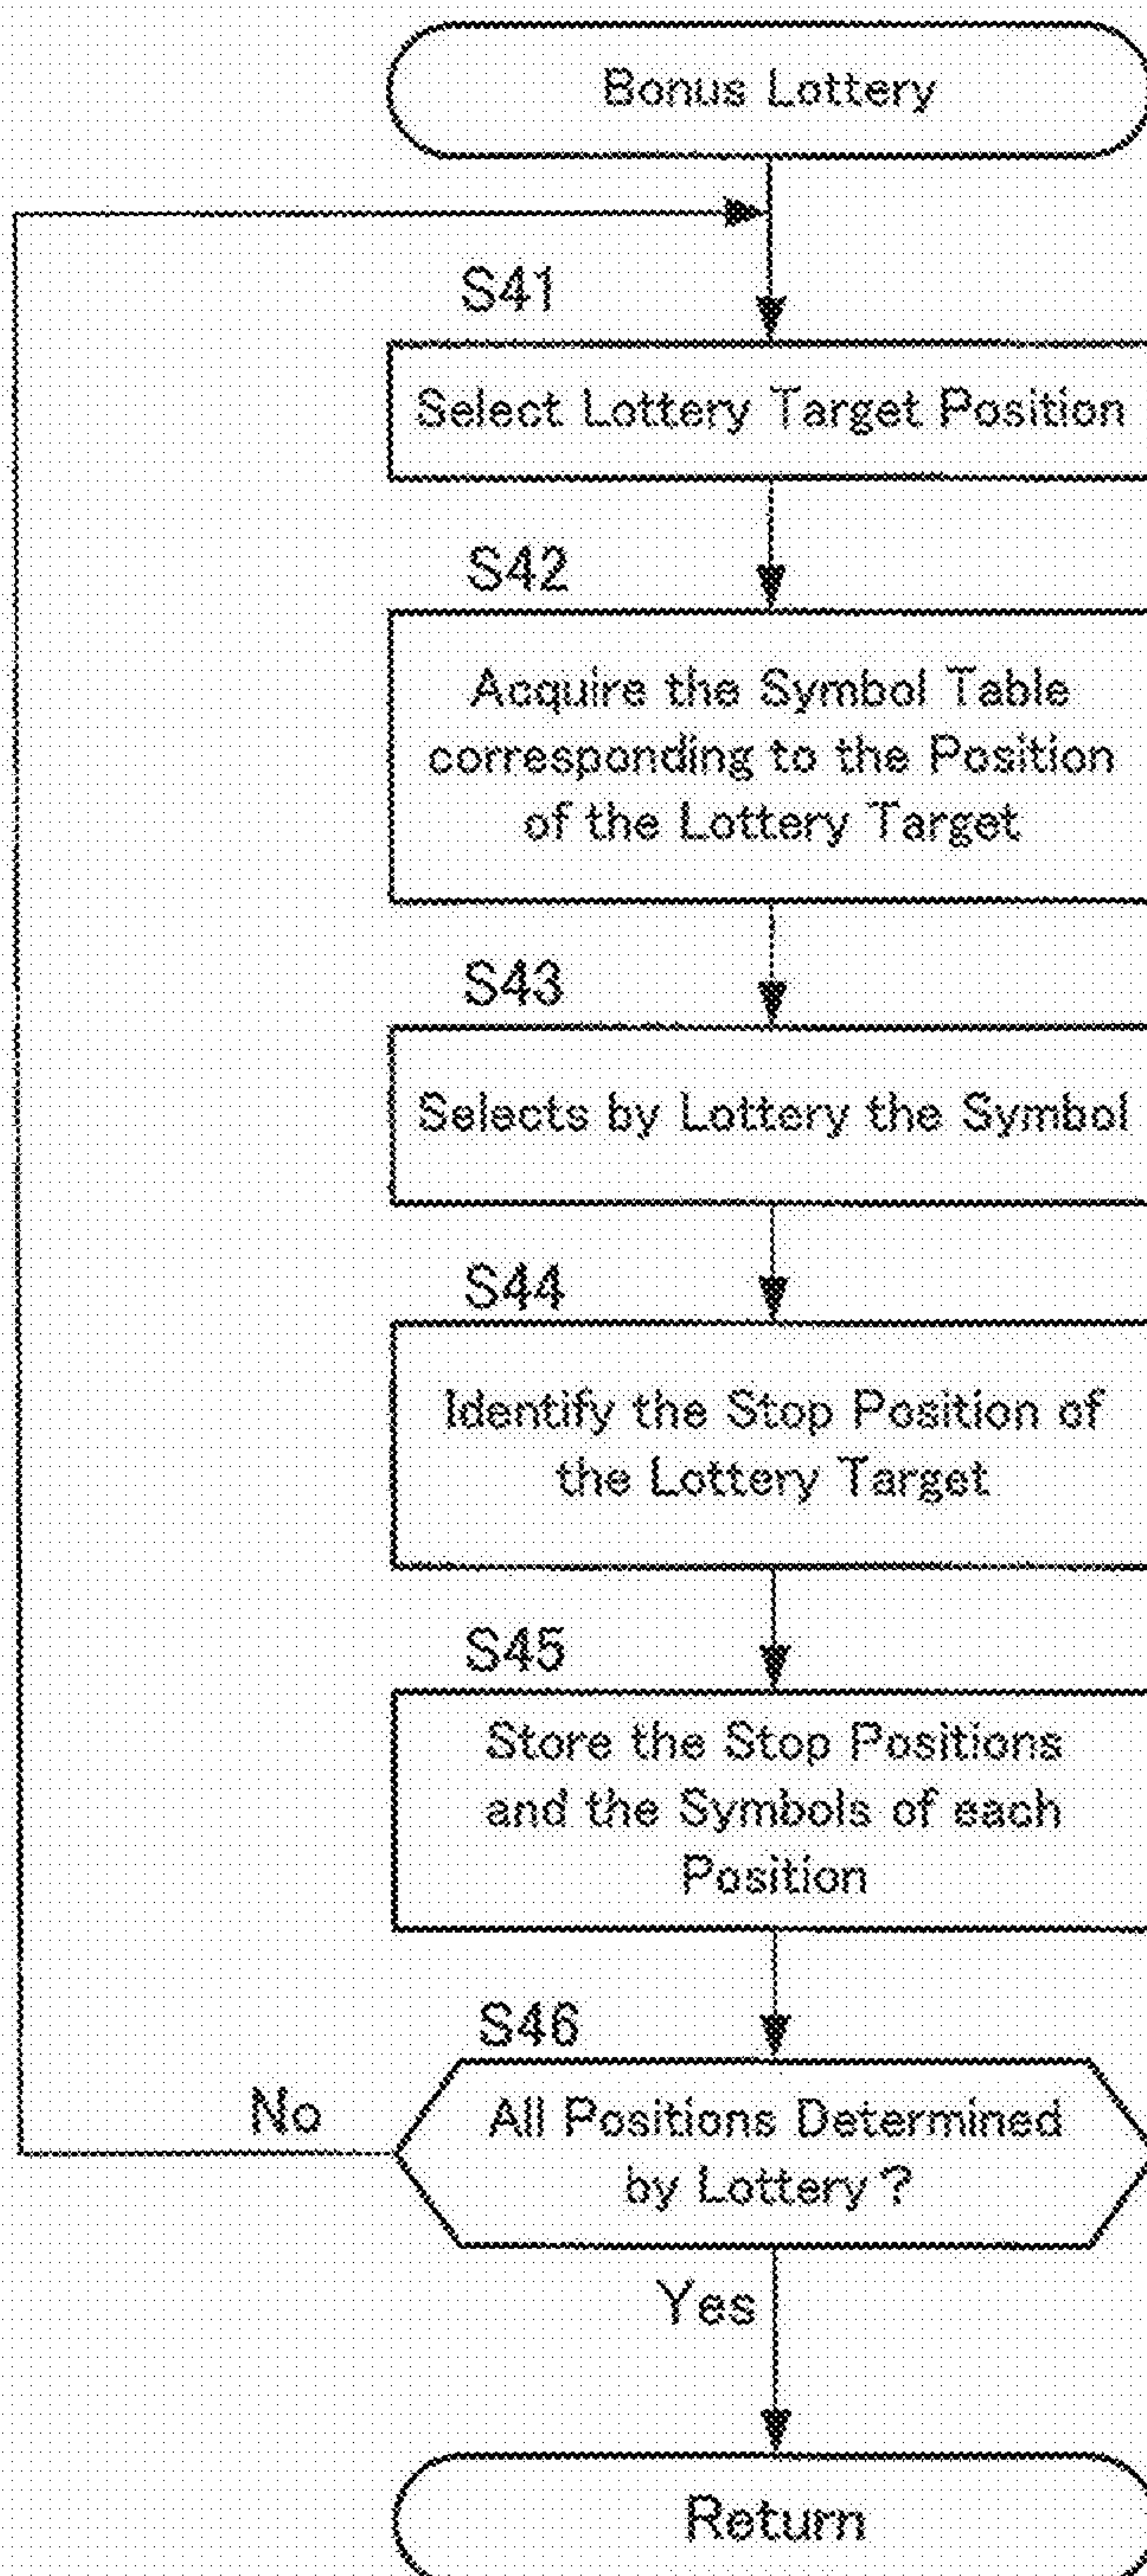 Bonus Lottery
S41
Select Lottery Target Position
S42
Acquire the Symbol Table
corresponding to the Position
of the Lottery Target
S43
Selects by Lottery the Symbol
S44
Identify the Stop Position of
the Lottery Target
S45
Store the Stop Positions
and the Symbols of each
Position
S46
No
All Positions Determined
by Lottery ?
Yes
Return